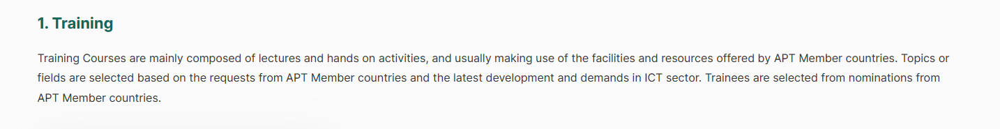 1. Training
Training Courses are mainly composed of lectures and hands on activities, and usually making use of the facilities and resources offered by APT Member countries. Topics or
fields are selected based on the requests from APT Member countries and the latest development and demands in ICT sector. Trainees are selected from nominations from
APT Member countries.